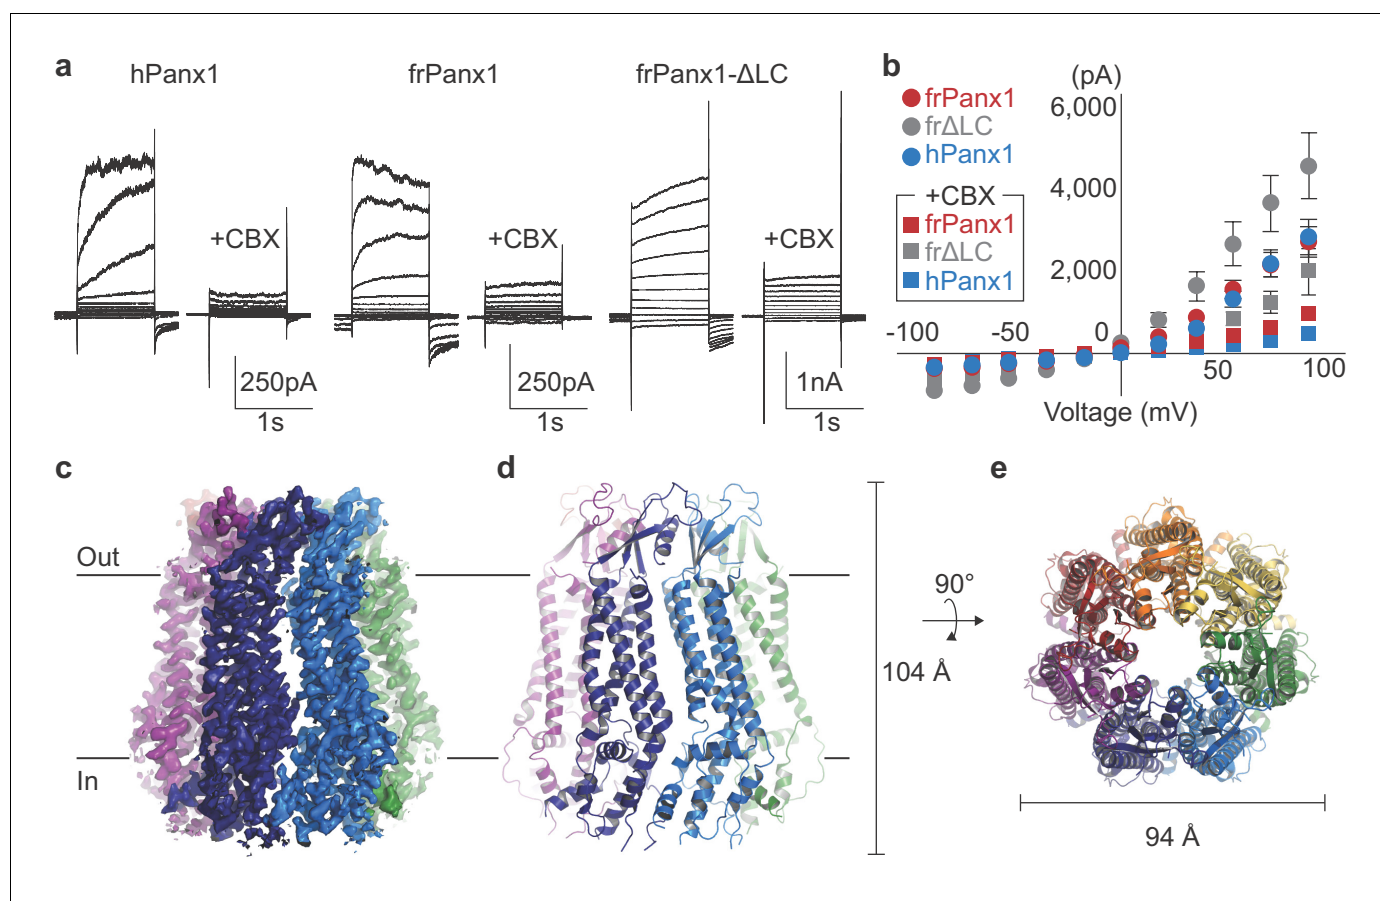 a
hPanx1
frPanx1
frPanx1-ΔLC
+CBX
+CBX
+CBX
250pA
1s
250pA
1s
1nA
1s
b
frPanx1
frΔLC
hPanx1
+CBX
frPanx1
frΔLC
hPanx1
(pA)
6,000
4,000
2,000
0
-100
-50
50
100
Voltage (mV)
c
Out
In
d
104 Å
90°
e
94 Å